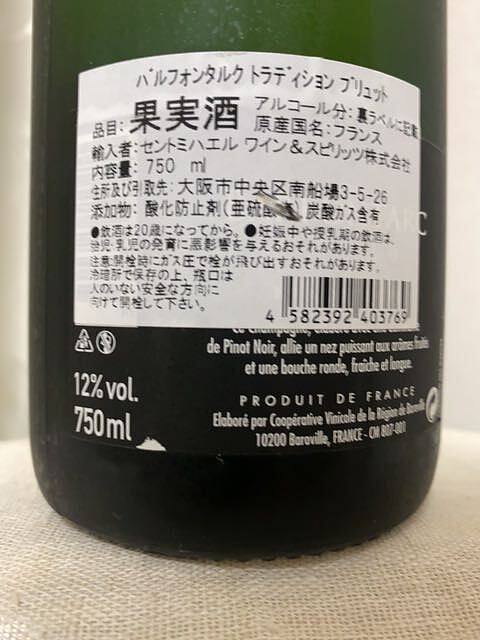 バルフォンタルク トラディション ブリュット
品目：果実酒 アルコール分：裏ラベルに記載
原産国名：フランス
輸入者：セントミハエル ワイン＆スピリッツ株式会社
内容量：750 ml
住所及び引取先：大阪市中央区南船場3-5-26
添加物：酸化防止剤(亜硫酸)炭酸ガス含有
●飲酒は20歳になってから。●妊娠中や授乳期の飲酒は、
胎児・乳児の発育に悪影響を与えるおそれがあります。
注意：開栓時にガス圧で栓が飛び出すおそれがあります。
冷暗所で保存の上、瓶口は
人のいない安全な方向に
向けて開栓して下さい。
4 582392 403769
ARC
de Pinot Noir, allie un nez puissant aux arômes fruités
et une bouche ronde, fraîche et longue.
12% vol.
750ml
PRODUIT DE FRANCE
Elaboré par Coopérative Vinicole de la Région de Baroville
10200 Baroville, FRANCE - CM 807-001